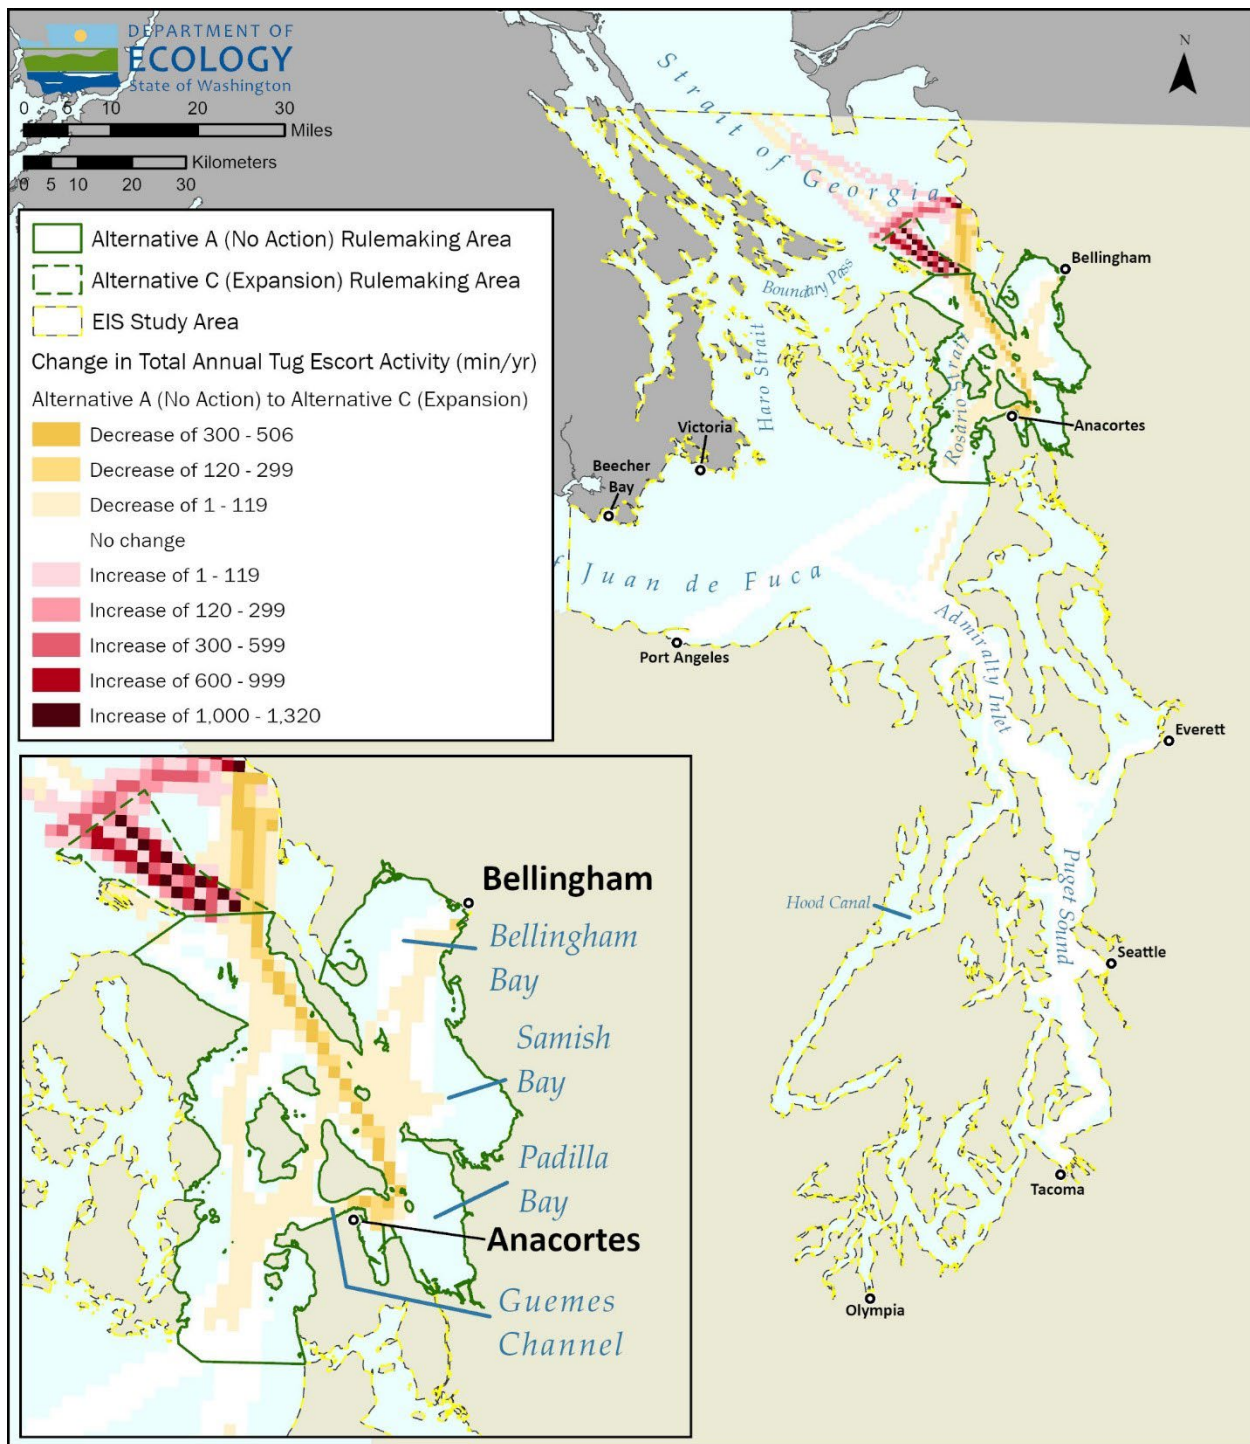 DEPARTMENT OF
ECOLOGY
State of Washington
0 5 10 20 30
Miles
Kilometers
0 5 10 20 30
N
Alternative A (No Action) Rulemaking Area
Alternative C (Expansion) Rulemaking Area
EIS Study Area
Change in Total Annual Tug Escort Activity (min/yr)
Alternative A (No Action) to Alternative C (Expansion)
Decrease of 300 - 506
Decrease of 120 - 299
Decrease of 1 - 119
No change
Increase of 1 - 119
Increase of 120 - 299
Increase of 300 - 599
Increase of 600 - 999
Increase of 1,000 - 1,320
Strait of Georgia
Bellingham
Boundary Pass
Haro Strait
Rosario Strait
Anacortes
Victoria
Beecher
Bay
f Juan de Fuca
Port Angeles
Admiralty Inlet
Everett
Puget Sound
Hood Canal
Seattle
Tacoma
Olympia
Bellingham
Bellingham
Bay
Samish
Bay
Padilla
Bay
Anacortes
Guemes
Channel